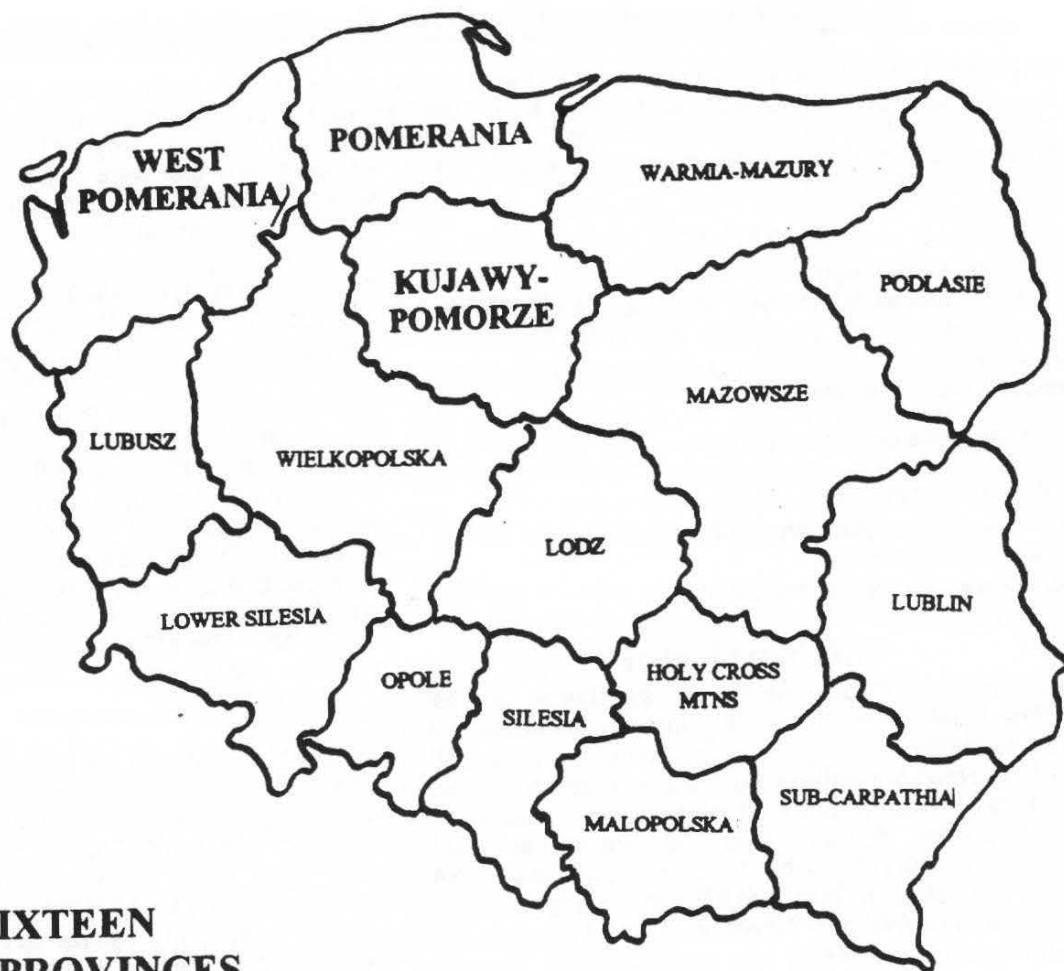 WEST
POMERANIA
POMERANIA
WARMIA-MAZURY
KUJAWY-
POMORZE
PODLASIE
MAZOWSZE
LUBUSZ
WIELKOPOLSKA
LODZ
LUBLIN
LOWER SILESIA
OPOLE
HOLY CROSS
MTNS
SILESIA
SUB-CARPATHIA
MALOPOLSKA
IXTEEN
PROVINCES